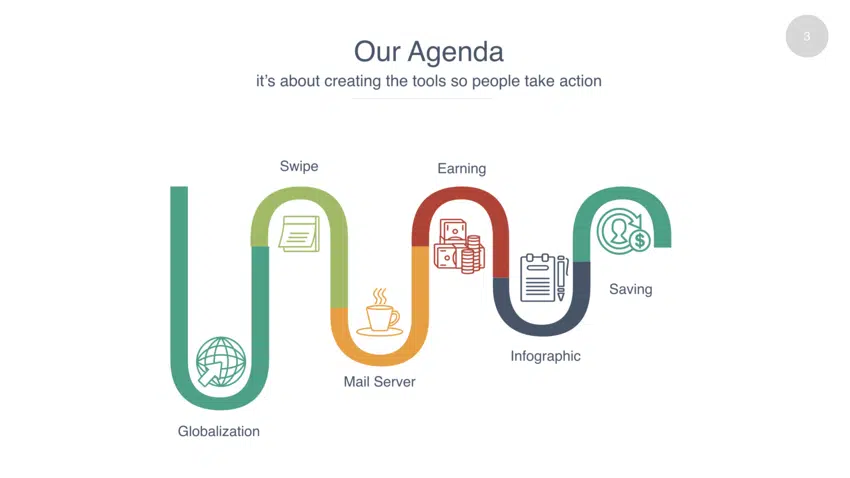 3
Our Agenda
it's about creating the tools so people take action
Swipe
Earning
$
Saving
Infographic
Mail Server
Globalization